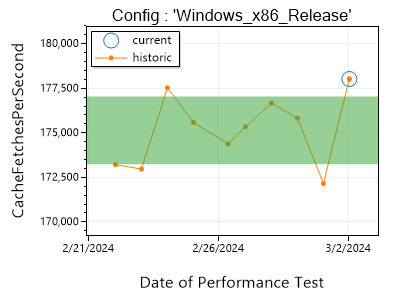 Config : 'Windows_x86_Release'
current
historic
180,000
177,500
175,000
172,500
170,000
CacheFetchesPerSecond
2/21/2024
2/26/2024
3/2/2024
Date of Performance Test